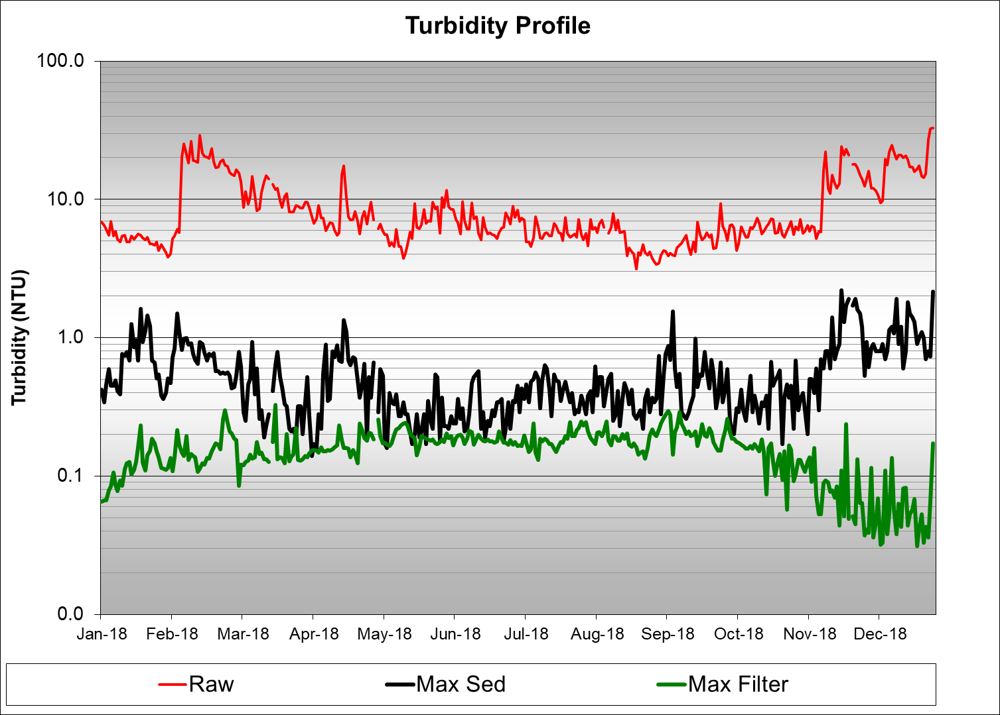 Turbidity Profile
100.0
10.0
1.0
0.1
0.0
Turbidity (NTU)
Jan-18 Feb-18 Mar-18 Apr-18 May-18 Jun-18 Jul-18 Aug-18 Sep-18 Oct-18 Nov-18 Dec-18
Raw Max Sed Max Filter